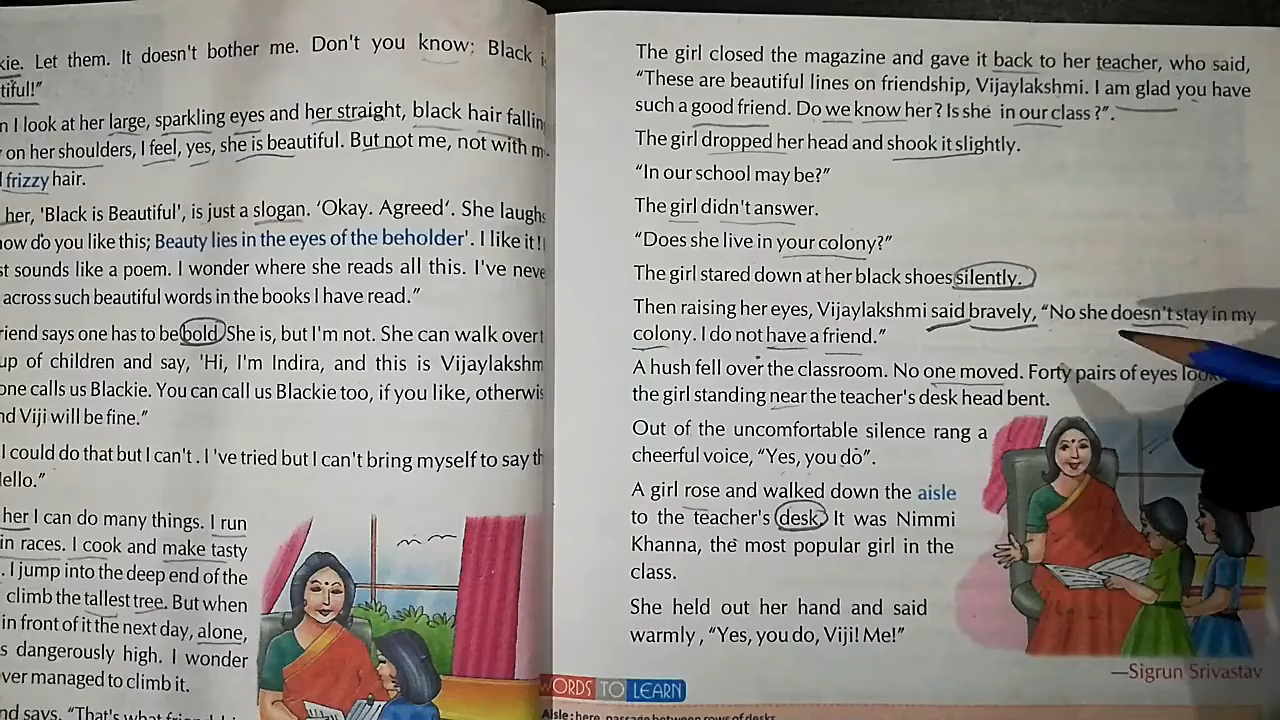 kie. Let them. It doesn't bother me. Don't you know; Black
tiful!"
n I look at her large, sparkling eyes and her straight, black hair fallin
on her shoulders, I feel, yes, she is beautiful. But not me, not with m
frizzy hair.
her, 'Black is Beautiful', is just a slogan. 'Okay. Agreed'. She laughs
how do you like this; Beauty lies in the eyes of the beholder'. I like it!
st sounds like a poem. I wonder where she reads all this. I've neve
across such beautiful words in the books I have read."
riend says one has to be bold She is, but I'm not. She can walk over t
up of children and say, 'Hi, I'm Indira, and this is Vijaylakshm
one calls us Blackie. You can call us Blackie too, if you like, otherwis
nd Viji will be fine."
I could do that but I can't. I 've tried but I can't bring myself to say th
Hello."
her I can do many things. I run
in races. I cook and make tasty
. I jump into the deep end of the
climb the tallest tree. But when
in front of it the next day, alone,
s dangerously high. I wonder
ver managed to climb it.
nd says, "That's what
The girl closed the magazine and gave it back to her teacher, who said,
"These are beautiful lines on friendship, Vijaylakshmi. I am glad you have
such a good friend. Do we know her? Is she in our class?".
The girl dropped her head and shook it slightly.
"In our school may be?"
The girl didn't answer.
"Does she live in your colony?"
The girl stared down at her black shoes silently.
Then raising her eyes, Vijaylakshmi said bravely, "No she doesn't stay in my
colony. I do not have a friend."
A hush fell over the classroom. No one moved. Forty pairs of eyes
the girl standing near the teacher's desk head bent.
Out of the uncomfortable silence rang a
cheerful voice, "Yes, you do".
A girl rose and walked down the aisle
to the teacher's desk. It was Nimmi
Khanna, the most popular girl in the
class.
She held out her hand and said
warmly, "Yes, you do, Viji! Me!"
—Sigrun Srivastav
WORDS TO LEARN
Aisle: here, passage between rows of desks